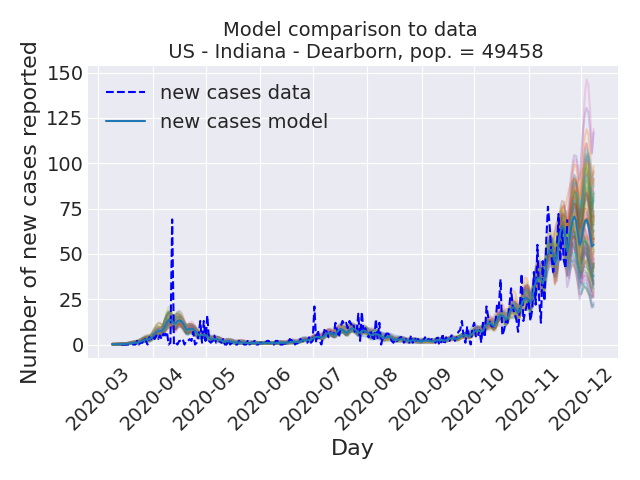 Model comparison to data
US - Indiana - Dearborn, pop. = 49458
new cases data
new cases model
Number of new cases reported
150
125
100
75
50
25
0
2020-03
2020-04
2020-05
2020-06
2020-07
2020-08
2020-09
2020-10
2020-11
2020-12
Day